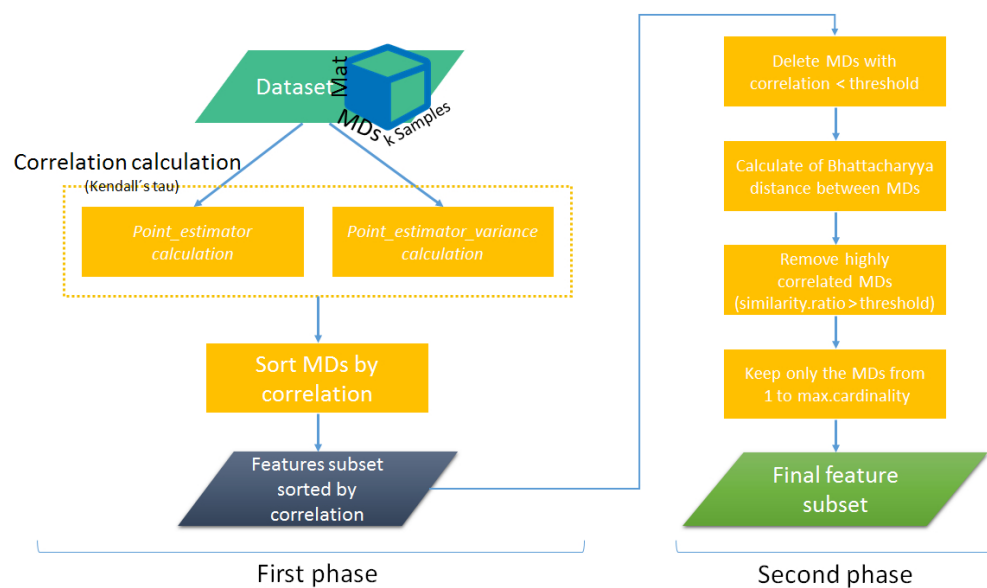 Dataset
Mat
MDs
k Samples
Correlation calculation
(Kendall´s tau)
Point_estimator
calculation
Point_estimator_variance
calculation
Sort MDs by
correlation
Features subset
sorted by
correlation
First phase
Delete MDs with
correlation < threshold
Calculate of Bhattacharyya
distance between MDs
Remove highly
correlated MDs
(similarity.ratio > threshold)
Keep only the MDs from
1 to max.cardinality
Final feature
subset
Second phase